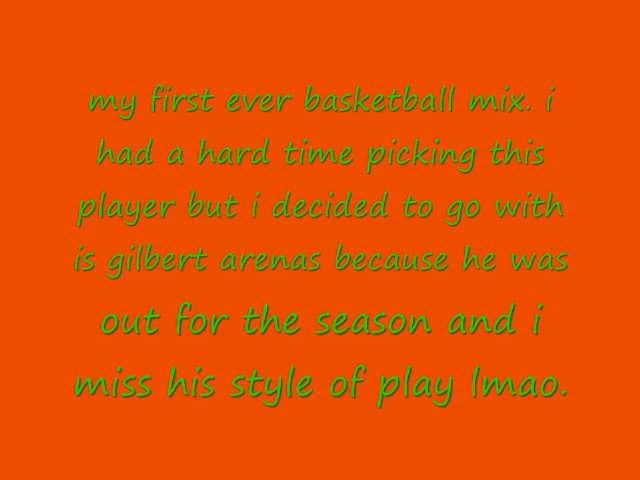 my first ever basketball mix. i
had a hard time picking this
player but i decided to go with
is gilbert arenas because he was
out for the season and i
miss his style of play lmao.